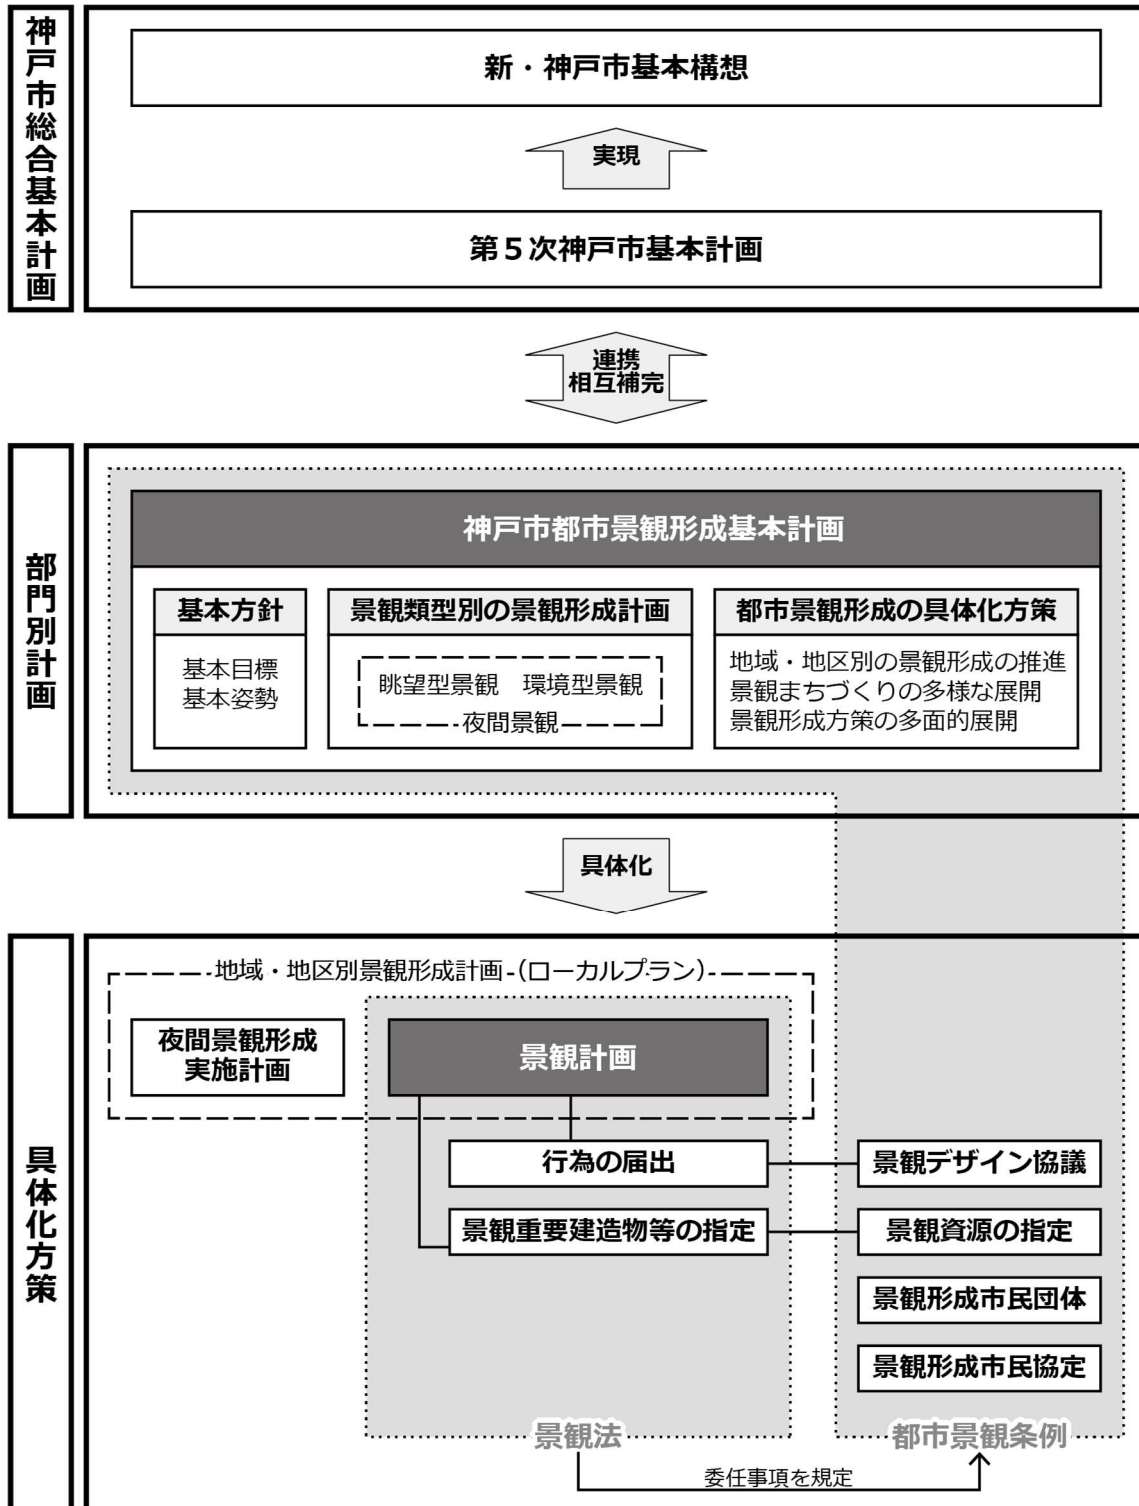 神戸市総合基本計画
新・神戸市基本構想
実現
第5次神戸市基本計画
連携
相互補完
部門別計画
神戸市都市景観形成基本計画
基本方針
基本目標
基本姿勢
景観類型別の景観形成計画
眺望型景観　環境型景観
夜間景観
都市景観形成の具体化方策
地域・地区別の景観形成の推進
景観まちづくりの多様な展開
景観形成方策の多面的展開
具体化
具体化方策
地域・地区別景観形成計画（ローカルプラン）
夜間景観形成
実施計画
景観計画
行為の届出
景観デザイン協議
景観重要建造物等の指定
景観資源の指定
景観形成市民団体
景観形成市民協定
景観法
都市景観条例
委任事項を規定